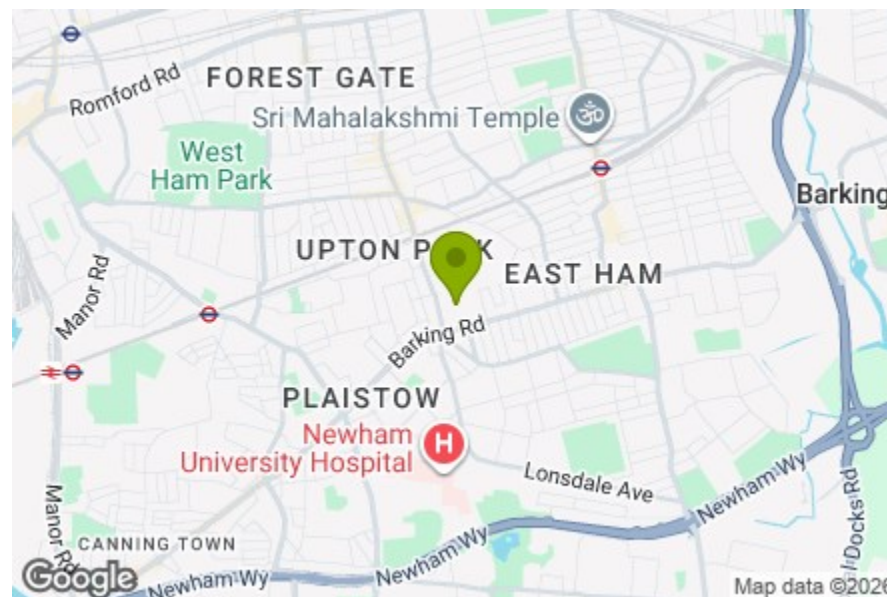 Romford Rd
FOREST GATE
Sri Mahalakshmi Temple
West
Ham Park
Barking
UPTON P K
EAST HAM
Manor Rd
Barking Rd
PLAISTOW
Newham
University Hospital
H
Lonsdale Ave
Newham Wy
Manor Rd
Newham Wy
CANNING TOWN
l Docks Rd
Google
Newham Wy
Map data ©2026